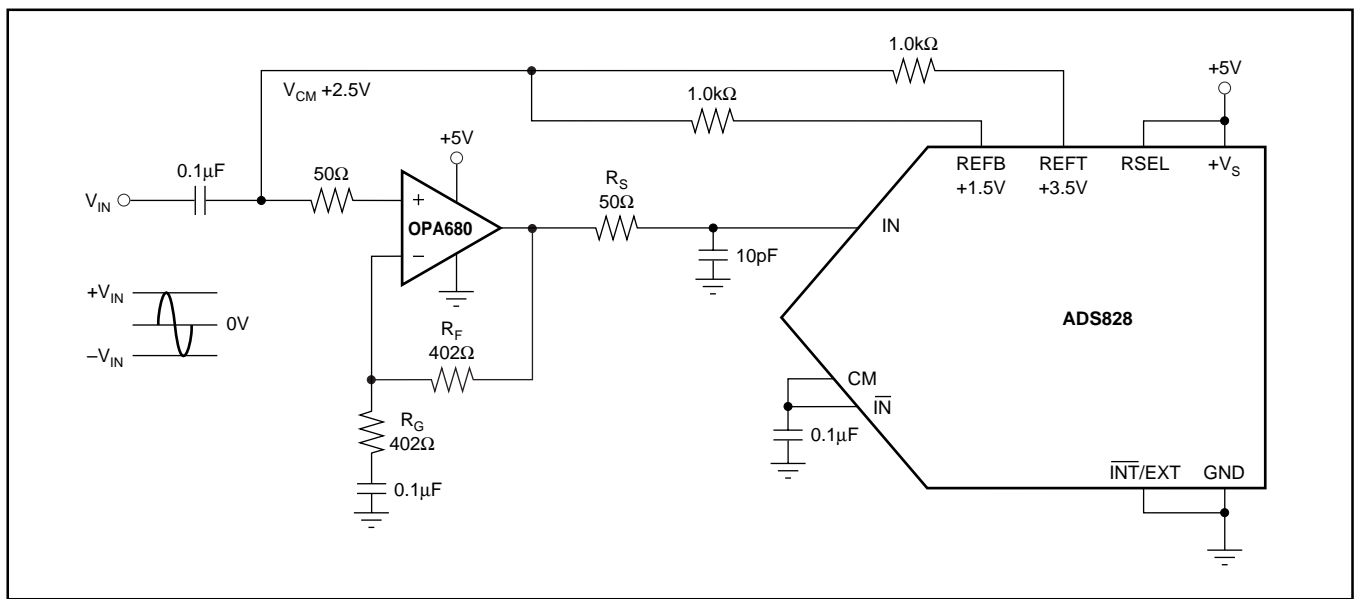 1.0kΩ
+5V
V_CM +2.5V
1.0kΩ
+5V
REFB
+1.5V
REFT
+3.5V
RSEL
+V_S
0.1µF
50Ω
R_S
50Ω
V_IN
+
OPA680
–
IN
10pF
+V_IN
0V
–V_IN
ADS828
R_F
402Ω
CM
I̅N̅
R_G
402Ω
0.1µF
0.1µF
I̅N̅T̅/EXT
GND